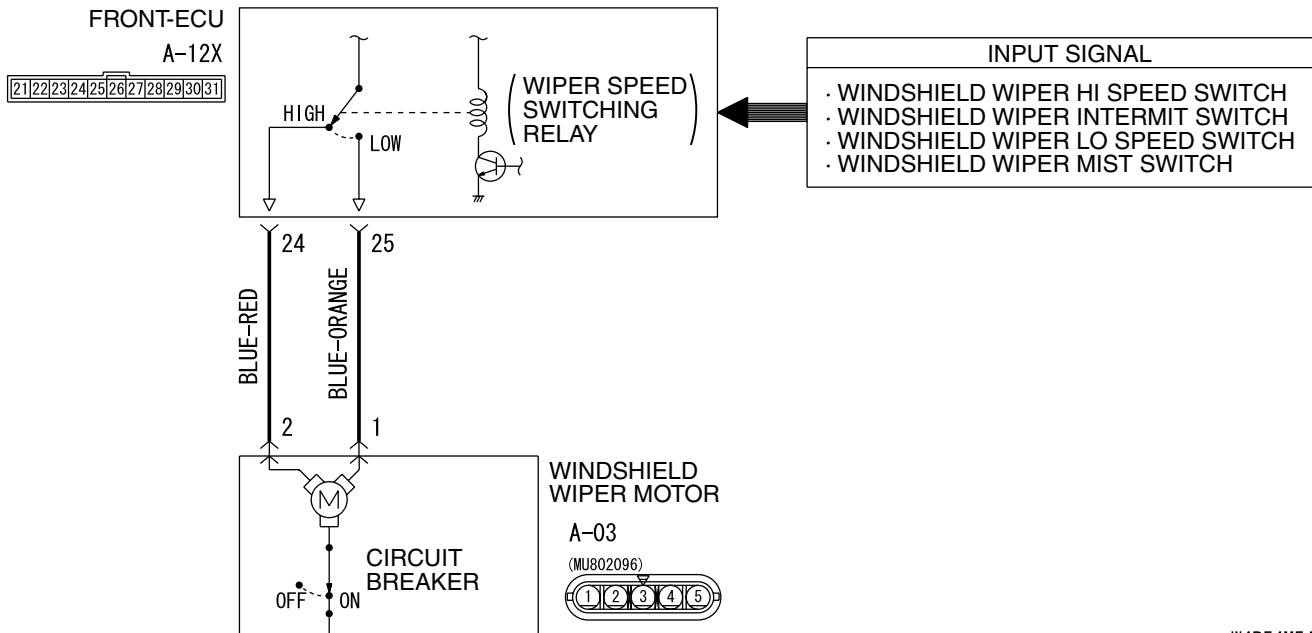 FRONT-ECU
A-12X
21 22 23 24 25 26 27 28 29 30 31
HIGH
LOW
(WIPER SPEED
SWITCHING
RELAY)
INPUT SIGNAL
· WINDSHIELD WIPER HI SPEED SWITCH
· WINDSHIELD WIPER INTERMIT SWITCH
· WINDSHIELD WIPER LO SPEED SWITCH
· WINDSHIELD WIPER MIST SWITCH
24
25
BLUE-RED
BLUE-ORANGE
2
1
M
WINDSHIELD
WIPER MOTOR
A-03
(MU802096)
1 2 3 4 5
CIRCUIT
BREAKER
OFF
ON